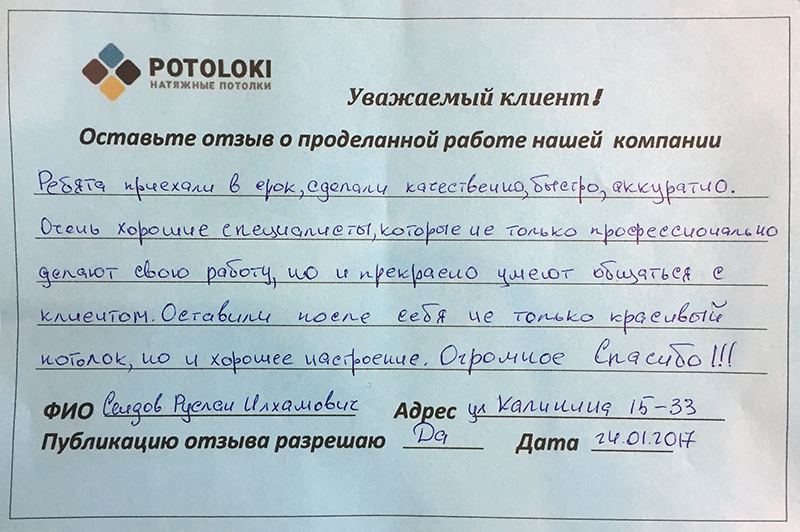 POTOLOKI
НАТЯЖНЫЕ ПОТОЛКИ
Уважаемый клиент!
Оставьте отзыв о проделанной работе нашей компании
Ребята приехали в срок, сделали качественно, быстро, аккуратно.
Очень хорошие специалисты, которые не только профессионально
делают свою работу, но и прекрасно умеют общаться с
клиентом. Оставили после себя не только красивый
потолок, но и хорошее настроение. Огромное Спасибо!!!
ФИО Сеидов Руслан Илхамович Адрес ул Калинина 15-33
Публикацию отзыва разрешаю Да Дата 24.01.2017